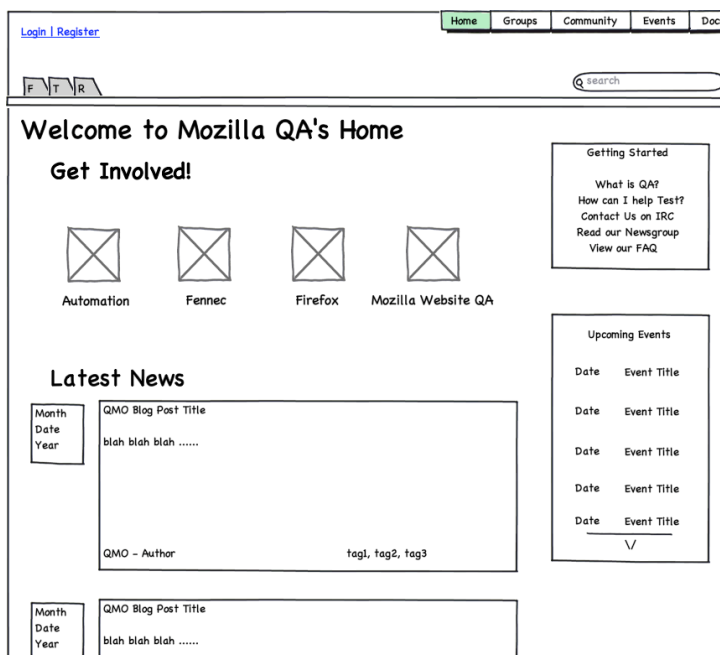 Login | Register
Home Groups Community Events Doc
F T R
search
Welcome to Mozilla QA's Home
Get Involved!
Automation Fennec Firefox Mozilla Website QA
Getting Started
What is QA?
How can I help Test?
Contact Us on IRC
Read our Newsgroup
View our FAQ
Upcoming Events
Date Event Title
Date Event Title
Date Event Title
Date Event Title
Date Event Title
\/
Latest News
Month
Date
Year
QMO Blog Post Title
blah blah blah ......
QMO - Author tag1, tag2, tag3
Month
Date
Year
QMO Blog Post Title
blah blah blah ......